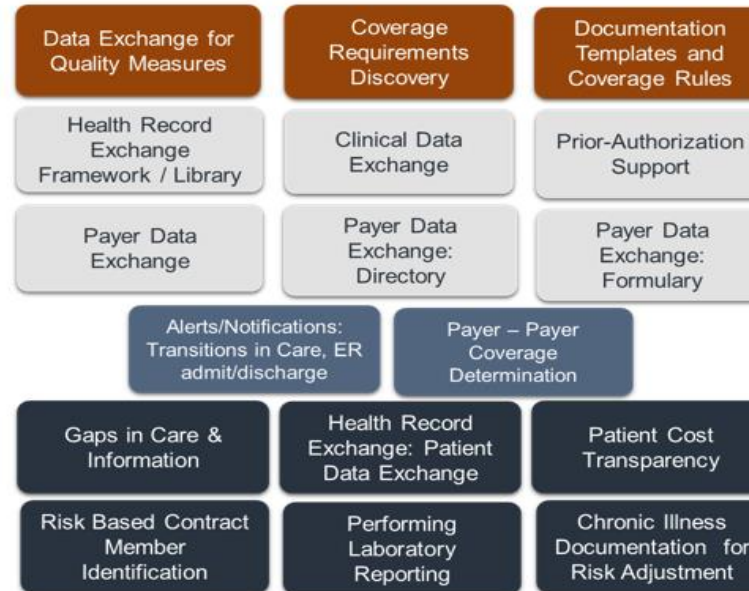 Data Exchange for
Quality Measures
Coverage
Requirements
Discovery
Documentation
Templates and
Coverage Rules
Health Record
Exchange
Framework / Library
Clinical Data
Exchange
Prior-Authorization
Support
Payer Data
Exchange
Payer Data
Exchange:
Directory
Payer Data
Exchange:
Formulary
Alerts/Notifications:
Transitions in Care, ER
admit/discharge
Payer – Payer
Coverage
Determination
Gaps in Care &
Information
Health Record
Exchange: Patient
Data Exchange
Patient Cost
Transparency
Risk Based Contract
Member
Identification
Performing
Laboratory
Reporting
Chronic Illness
Documentation for
Risk Adjustment